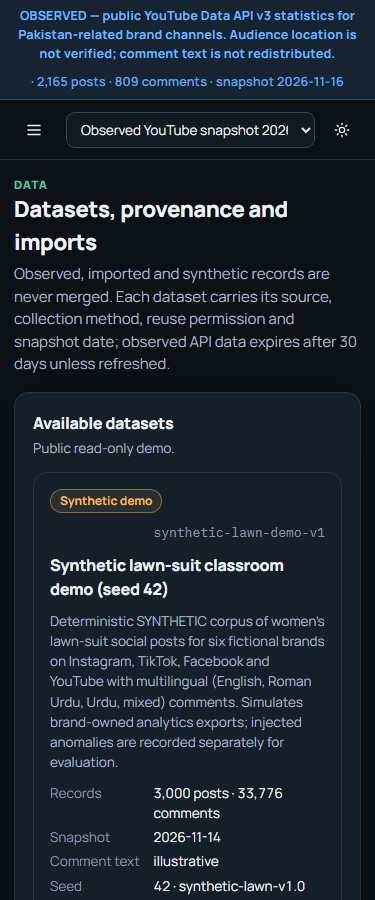 OBSERVED — public YouTube Data API v3 statistics for
Pakistan-related brand channels. Audience location is
not verified; comment text is not redistributed.
· 2,165 posts · 809 comments · snapshot 2026-11-16
Observed YouTube snapshot 202
DATA
Datasets, provenance and
imports
Observed, imported and synthetic records are
never merged. Each dataset carries its source,
collection method, reuse permission and
snapshot date; observed API data expires after 30
days unless refreshed.
Available datasets
Public read-only demo.
Synthetic demo
synthetic-lawn-demo-v1
Synthetic lawn-suit classroom
demo (seed 42)
Deterministic SYNTHETIC corpus of women's
lawn-suit social posts for six fictional brands
on Instagram, TikTok, Facebook and
YouTube with multilingual (English, Roman
Urdu, Urdu, mixed) comments. Simulates
brand-owned analytics exports; injected
anomalies are recorded separately for
evaluation.
Records 3,000 posts · 33,776
comments
Snapshot 2026-11-14
Comment text illustrative
Seed 42 · synthetic-lawn-v1.0